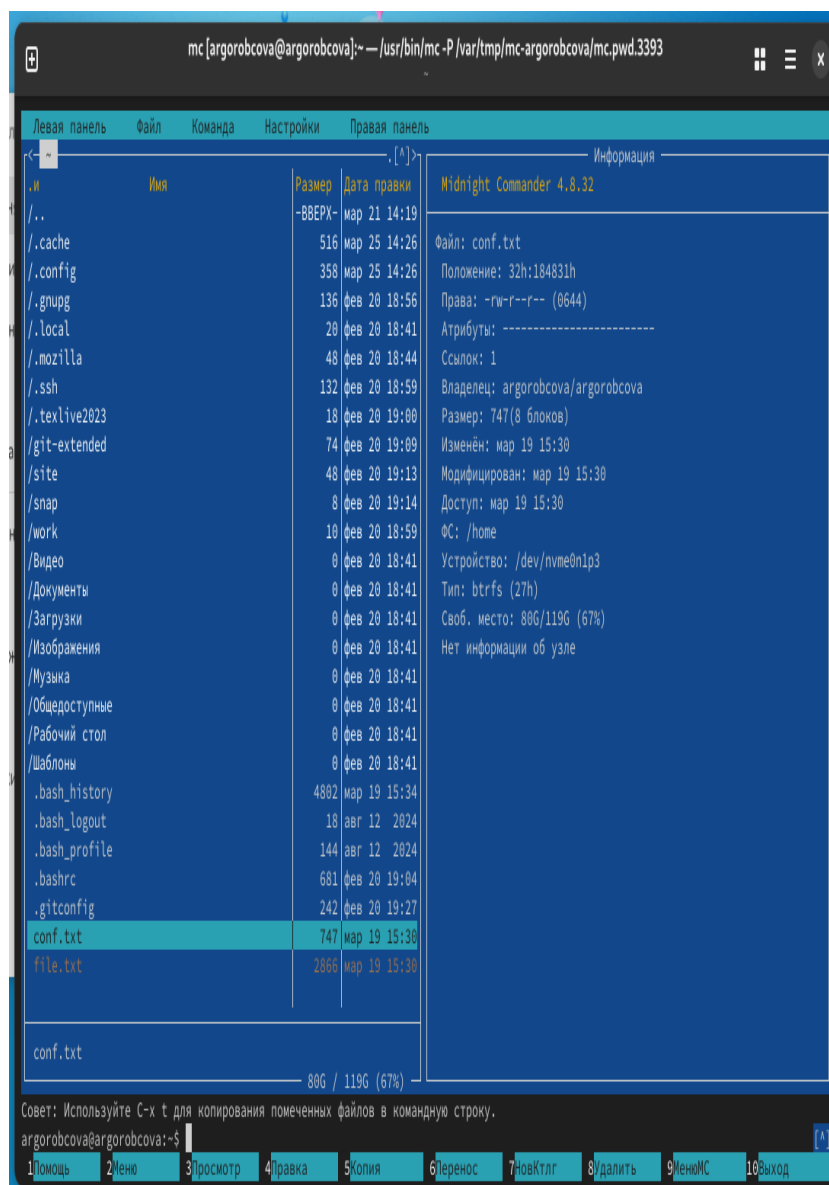 mc [argorobcova@argorobcova]:~ — /usr/bin/mc -P /var/tmp/mc-argorobcova/mc.pwd.3393
~
x
Левая панель Файл Команда Настройки Правая панель
<- ~ .[^]> Информация
.и Имя Размер Дата правки Midnight Commander 4.8.32
/.. -ВВЕРХ- мар 21 14:19
/.cache 516 мар 25 14:26 Файл: conf.txt
/.config 358 мар 25 14:26 Положение: 32h:184831h
/.gnupg 136 фев 20 18:56 Права: -rw-r--r-- (0644)
/.local 20 фев 20 18:41 Атрибуты: -------------------------
/.mozilla 48 фев 20 18:44 Ссылок: 1
/.ssh 132 фев 20 18:59 Владелец: argorobcova/argorobcova
/.texlive2023 18 фев 20 19:00 Размер: 747(8 блоков)
/git-extended 74 фев 20 19:09 Изменён: мар 19 15:30
/site 48 фев 20 19:13 Модифицирован: мар 19 15:30
/snap 8 фев 20 19:14 Доступ: мар 19 15:30
/work 10 фев 20 18:59 ФС: /home
/Видео 0 фев 20 18:41 Устройство: /dev/nvme0n1p3
/Документы 0 фев 20 18:41 Тип: btrfs (27h)
/Загрузки 0 фев 20 18:41 Своб. место: 80G/119G (67%)
/Изображения 0 фев 20 18:41 Нет информации об узле
/Музыка 0 фев 20 18:41
/Общедоступные 0 фев 20 18:41
/Рабочий стол 0 фев 20 18:41
/Шаблоны 0 фев 20 18:41
.bash_history 4802 мар 19 15:34
.bash_logout 18 авг 12 2024
.bash_profile 144 авг 12 2024
.bashrc 681 фев 20 19:04
.gitconfig 242 фев 20 19:27
conf.txt 747 мар 19 15:30
file.txt 2866 мар 19 15:30
conf.txt
80G / 119G (67%)
Совет: Используйте C-x t для копирования помеченных файлов в командную строку.
argorobcova@argorobcova:~$ [^]
1Помощь 2Меню 3Просмотр 4Правка 5Копия 6Перенос 7НовКтлг 8Удалить 9МенюMC 10Выход